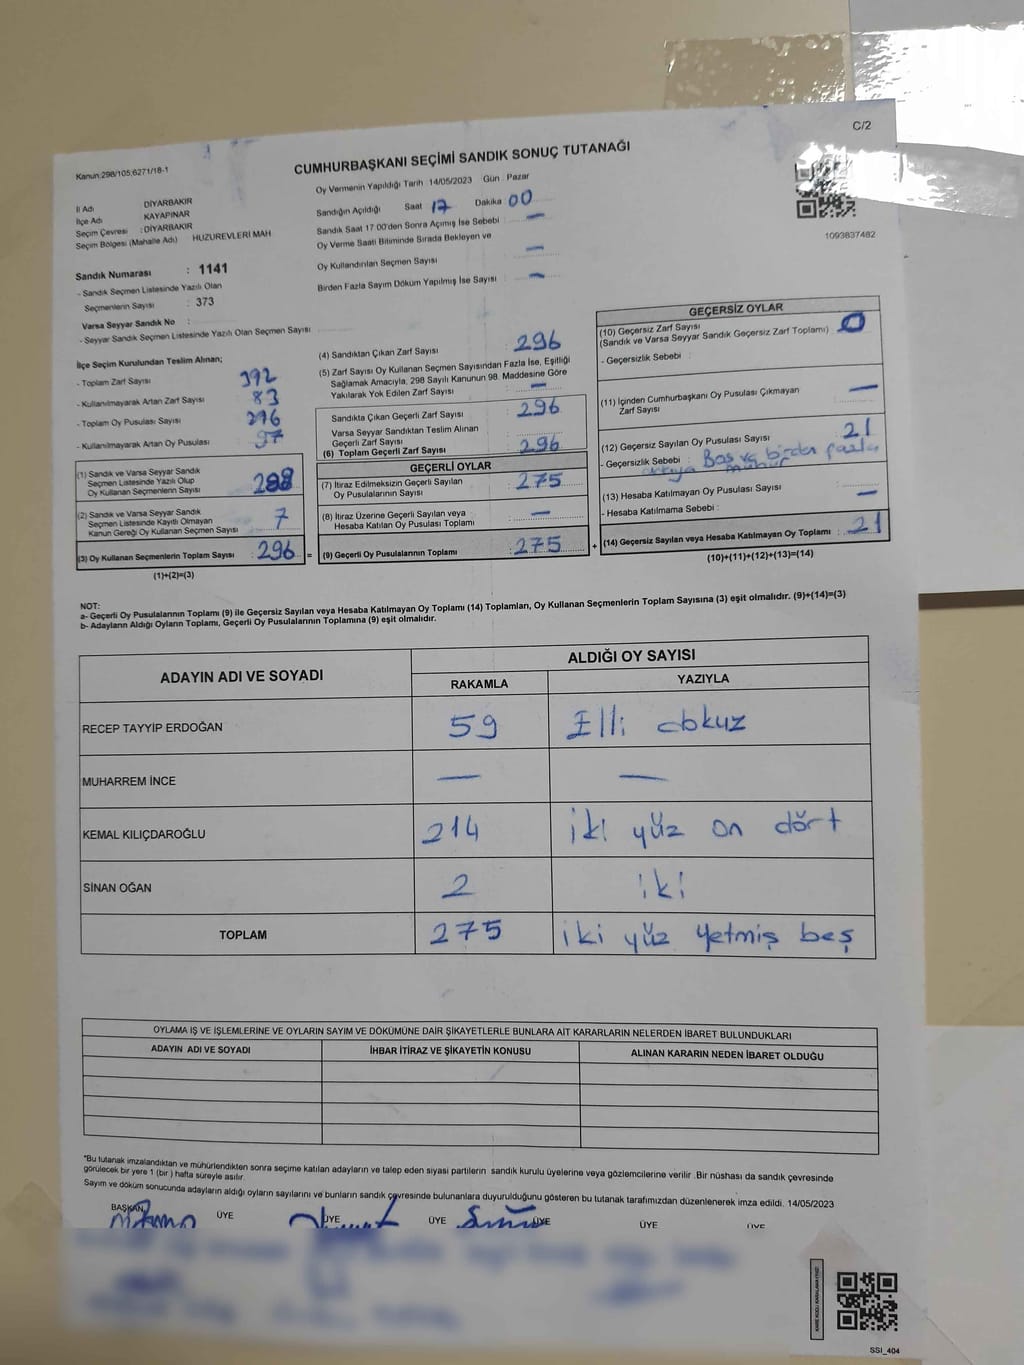 C/2
Kanun:298/105;6271/18-1
CUMHURBAŞKANI SEÇİMİ SANDIK SONUÇ TUTANAĞI
Oy Vermenin Yapıldığı Tarih 14/05/2023 Gün : Pazar
İl Adı DİYARBAKIR
İlçe Adı KAYAPINAR
Seçim Çevresi : DİYARBAKIR
Seçim Bölgesi (Mahalle Adı) HUZUREVLERİ MAH
Sandığın Açıldığı Saat 17 Dakika 00
Sandık Saat 17.00'den Sonra Açılmış İse Sebebi : —
Oy Verme Saati Bitiminde Sırada Bekleyen ve
Oy Kullandırılan Seçmen Sayısı : —
Birden Fazla Sayım Döküm Yapılmış İse Sayısı : —
1093837482
Sandık Numarası : 1141
- Sandık Seçmen Listesinde Yazılı Olan
Seçmenlerin Sayısı : 373
Varsa Seyyar Sandık No :
- Seyyar Sandık Seçmen Listesinde Yazılı Olan Seçmen Sayısı :
İlçe Seçim Kurulundan Teslim Alınan;
- Toplam Zarf Sayısı : 392
- Kullanılmayarak Artan Zarf Sayısı : 83
- Toplam Oy Pusulası Sayısı :
- Kullanılmayarak Artan Oy Pusulası : 97
(1) Sandık ve Varsa Seyyar Sandık
Seçmen Listesinde Yazılı Olup
Oy Kullanan Seçmenlerin Sayısı :
(2) Sandık ve Varsa Seyyar Sandık
Seçmen Listesinde Kayıtlı Olmayan
Kanun Gereği Oy Kullanan Seçmen Sayısı : 7
(3) Oy Kullanan Seçmenlerin Toplam Sayısı : 296 =
(1)+(2)=(3)
(4) Sandıktan Çıkan Zarf Sayısı : 296
(5) Zarf Sayısı Oy Kullanan Seçmen Sayısından Fazla İse, Eşitliği
Sağlamak Amacıyla, 298 Sayılı Kanunun 98. Maddesine Göre
Yakılarak Yok Edilen Zarf Sayısı : —
Sandıkta Çıkan Geçerli Zarf Sayısı : 296
Varsa Seyyar Sandıktan Teslim Alınan
Geçerli Zarf Sayısı :
(6) Toplam Geçerli Zarf Sayısı : 296
GEÇERLİ OYLAR
(7) İtiraz Edilmeksizin Geçerli Sayılan
Oy Pusulalarının Sayısı : 275
(8) İtiraz Üzerine Geçerli Sayılan veya
Hesaba Katılan Oy Pusulası Toplamı : —
(9) Geçerli Oy Pusulalarının Toplamı : 275 +
GEÇERSİZ OYLAR
(10) Geçersiz Zarf Sayısı
(Sandık ve Varsa Seyyar Sandık Geçersiz Zarf Toplamı) : 0
- Geçersizlik Sebebi :
(11) İçinden Cumhurbaşkanı Oy Pusulası Çıkmayan
Zarf Sayısı : —
(12) Geçersiz Sayılan Oy Pusulası Sayısı : 21
- Geçersizlik Sebebi : Boş ve birden fazla
mühür
(13) Hesaba Katılmayan Oy Pusulası Sayısı : —
- Hesaba Katılmama Sebebi :
(14) Geçersiz Sayılan veya Hesaba Katılmayan Oy Toplamı : 21
(10)+(11)+(12)+(13)=(14)
NOT:
a- Geçerli Oy Pusulalarının Toplamı (9) ile Geçersiz Sayılan veya Hesaba Katılmayan Oy Toplamı (14) Toplamları, Oy Kullanan Seçmenlerin Toplam Sayısına (3) eşit olmalıdır. (9)+(14)=(3)
b- Adayların Aldığı Oyların Toplamı, Geçerli Oy Pusulalarının Toplamına (9) eşit olmalıdır.
ADAYIN ADI VE SOYADI ALDIĞI OY SAYISI
RAKAMLA YAZIYLA
RECEP TAYYİP ERDOĞAN 59 Elli dokuz
MUHARREM İNCE — —
KEMAL KILIÇDAROĞLU 214 iki yüz on dört
SİNAN OĞAN 2 iki
TOPLAM 275 iki yüz yetmiş beş
OYLAMA İŞ VE İŞLEMLERİNE VE OYLARIN SAYIM VE DÖKÜMÜNE DAİR ŞİKAYETLERLE BUNLARA AİT KARARLARIN NELERDEN İBARET BULUNDUKLARI
ADAYIN ADI VE SOYADI İHBAR İTİRAZ VE ŞİKAYETİN KONUSU ALINAN KARARIN NEDEN İBARET OLDUĞU
*Bu tutanak imzalandıktan ve mühürlendikten sonra seçime katılan adayların ve talep eden siyasi partilerin sandık kurulu üyelerine veya gözlemcilerine verilir .Bir nüshası da sandık çevresinde
görülecek bir yere 1 (bir) hafta süreyle asılır.
Sayım ve döküm sonucunda adayların aldığı oyların sayılarını ve bunların sandık çevresinde bulunanlara duyurulduğunu gösteren bu tutanak tarafımızdan düzenlenerek imza edildi. 14/05/2023
BAŞKAN ÜYE ÜYE ÜYE ÜYE ÜYE ÜYE
SSI_404